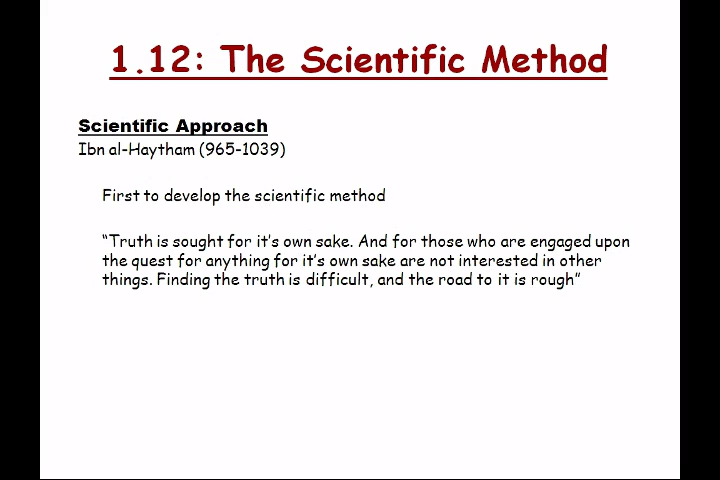 1.12: The Scientific Method
Scientific Approach
Ibn al-Haytham (965-1039)
First to develop the scientific method
“Truth is sought for it’s own sake. And for those who are engaged upon
the quest for anything for it’s own sake are not interested in other
things. Finding the truth is difficult, and the road to it is rough”